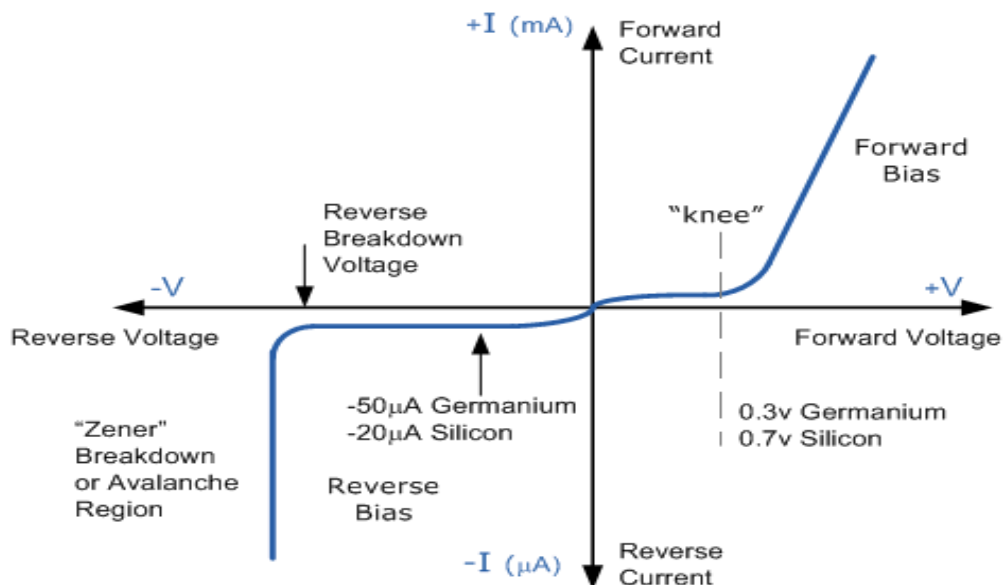 +I (mA)
Forward
Current
Forward
Bias
“knee”
Reverse
Breakdown
Voltage
-V
+V
Reverse Voltage
Forward Voltage
-50µA Germanium
-20µA Silicon
0.3v Germanium
0.7v Silicon
“Zener”
Breakdown
or Avalanche
Region
Reverse
Bias
-I (µA)
Reverse
Current